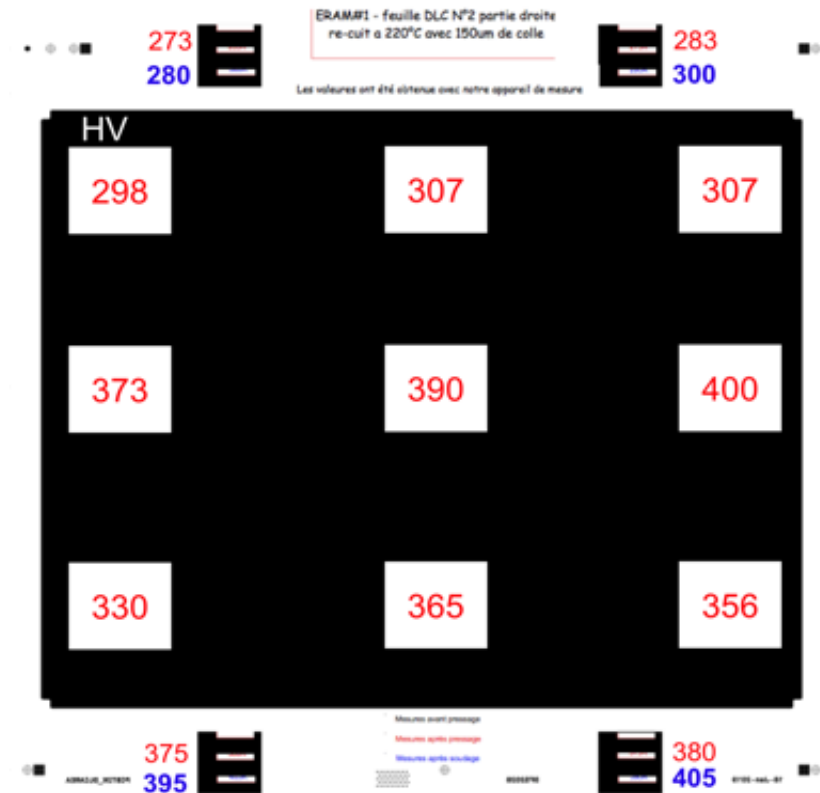 ERAM#1 - feuille DLC N°2 partie droite
re-cuit a 220°C avec 150um de colle
273
280
283
300
Les valeures ont été obtenue avec notre appareil de mesure
HV
298 307 307
373 390 400
330 365 356
Mesures avant pressage
Mesures après pressage
Mesures après soudage
375
395
380
405